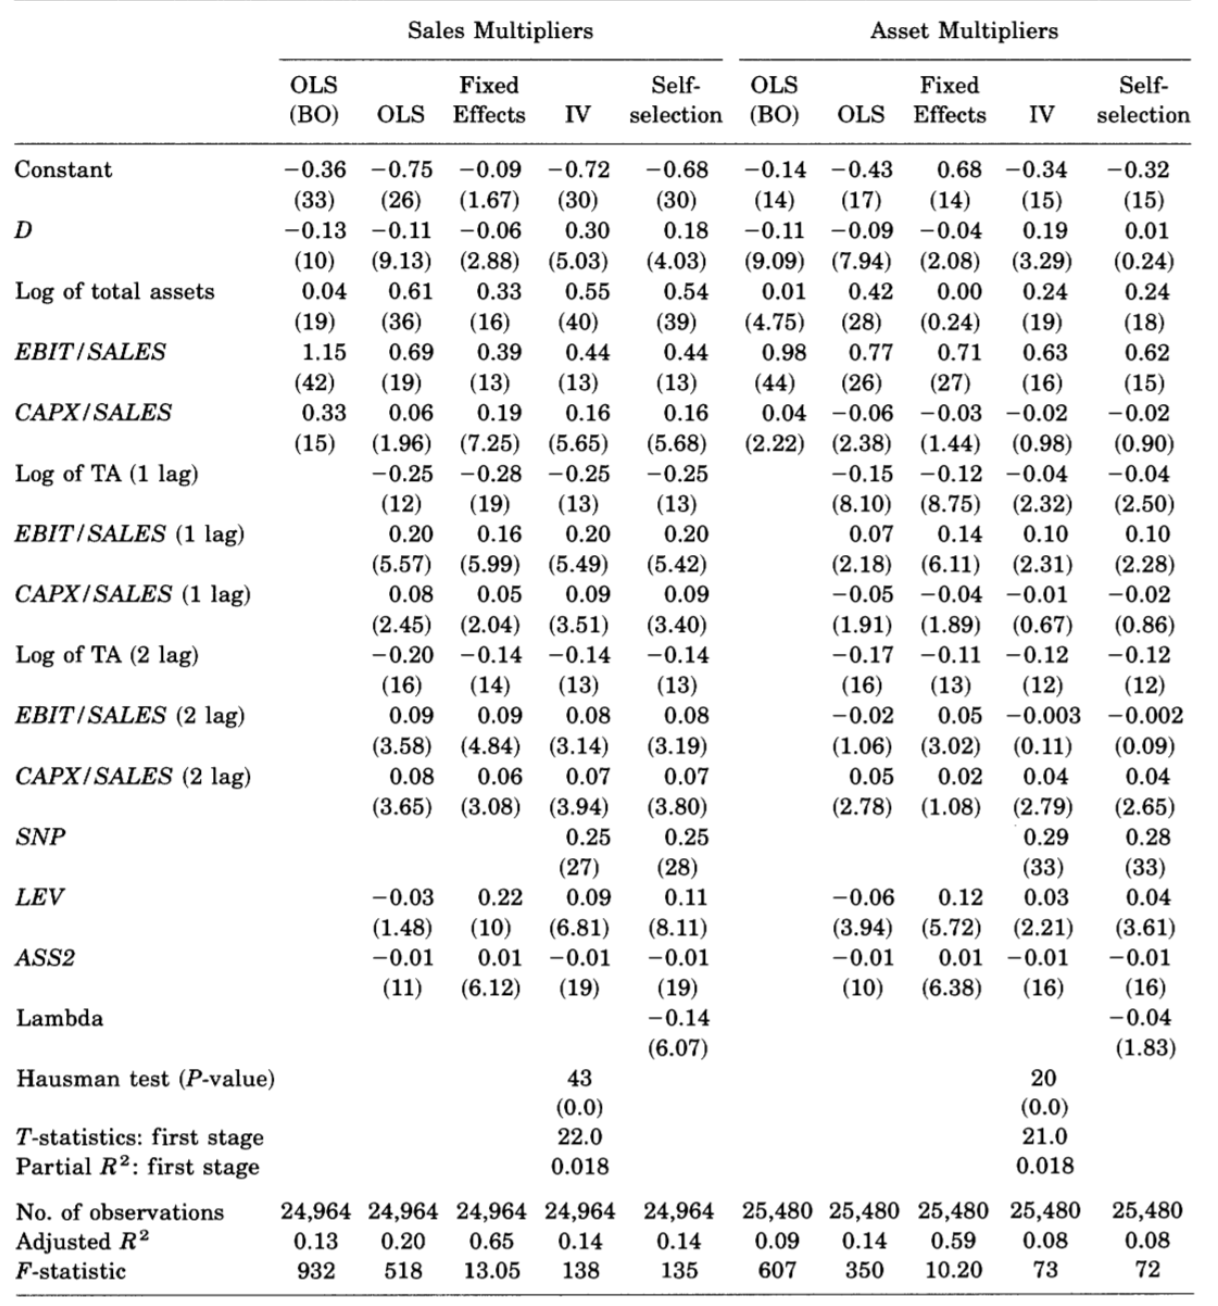 Sales Multipliers Asset Multipliers
OLS Fixed Self- OLS Fixed Self-
(BO) OLS Effects IV selection (BO) OLS Effects IV selection
Constant −0.36 −0.75 −0.09 −0.72 −0.68 −0.14 −0.43 0.68 −0.34 −0.32
(33) (26) (1.67) (30) (30) (14) (17) (14) (15) (15)
D −0.13 −0.11 −0.06 0.30 0.18 −0.11 −0.09 −0.04 0.19 0.01
(10) (9.13) (2.88) (5.03) (4.03) (9.09) (7.94) (2.08) (3.29) (0.24)
Log of total assets 0.04 0.61 0.33 0.55 0.54 0.01 0.42 0.00 0.24 0.24
(19) (36) (16) (40) (39) (4.75) (28) (0.24) (19) (18)
EBIT/SALES 1.15 0.69 0.39 0.44 0.44 0.98 0.77 0.71 0.63 0.62
(42) (19) (13) (13) (13) (44) (26) (27) (16) (15)
CAPX/SALES 0.33 0.06 0.19 0.16 0.16 0.04 −0.06 −0.03 −0.02 −0.02
(15) (1.96) (7.25) (5.65) (5.68) (2.22) (2.38) (1.44) (0.98) (0.90)
Log of TA (1 lag) −0.25 −0.28 −0.25 −0.25 −0.15 −0.12 −0.04 −0.04
(12) (19) (13) (13) (8.10) (8.75) (2.32) (2.50)
EBIT/SALES (1 lag) 0.20 0.16 0.20 0.20 0.07 0.14 0.10 0.10
(5.57) (5.99) (5.49) (5.42) (2.18) (6.11) (2.31) (2.28)
CAPX/SALES (1 lag) 0.08 0.05 0.09 0.09 −0.05 −0.04 −0.01 −0.02
(2.45) (2.04) (3.51) (3.40) (1.91) (1.89) (0.67) (0.86)
Log of TA (2 lag) −0.20 −0.14 −0.14 −0.14 −0.17 −0.11 −0.12 −0.12
(16) (14) (13) (13) (16) (13) (12) (12)
EBIT/SALES (2 lag) 0.09 0.09 0.08 0.08 −0.02 0.05 −0.003 −0.002
(3.58) (4.84) (3.14) (3.19) (1.06) (3.02) (0.11) (0.09)
CAPX/SALES (2 lag) 0.08 0.06 0.07 0.07 0.05 0.02 0.04 0.04
(3.65) (3.08) (3.94) (3.80) (2.78) (1.08) (2.79) (2.65)
SNP 0.25 0.25 0.29 0.28
(27) (28) (33) (33)
LEV −0.03 0.22 0.09 0.11 −0.06 0.12 0.03 0.04
(1.48) (10) (6.81) (8.11) (3.94) (5.72) (2.21) (3.61)
ASS2 −0.01 0.01 −0.01 −0.01 −0.01 0.01 −0.01 −0.01
(11) (6.12) (19) (19) (10) (6.38) (16) (16)
Lambda −0.14 −0.04
(6.07) (1.83)
Hausman test (P-value) 43 20
(0.0) (0.0)
T-statistics: first stage 22.0 21.0
Partial R²: first stage 0.018 0.018
No. of observations 24,964 24,964 24,964 24,964 24,964 25,480 25,480 25,480 25,480 25,480
Adjusted R² 0.13 0.20 0.65 0.14 0.14 0.09 0.14 0.59 0.08 0.08
F-statistic 932 518 13.05 138 135 607 350 10.20 73 72